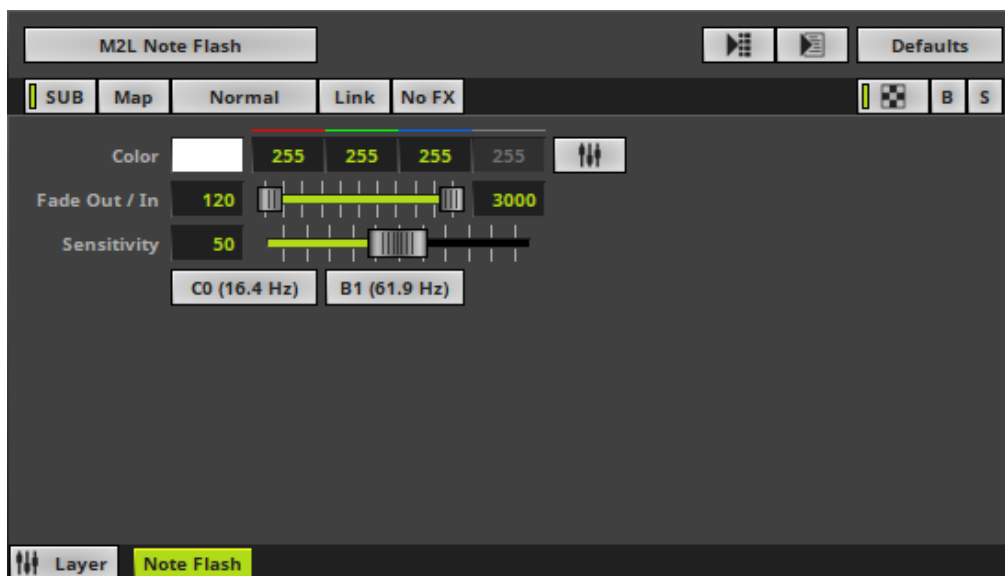 M2L Note Flash Defaults
SUB Map Normal Link No FX B S
Color 255 255 255 255
Fade Out / In 120 3000
Sensitivity 50
C0 (16.4 Hz) B1 (61.9 Hz)
Layer Note Flash